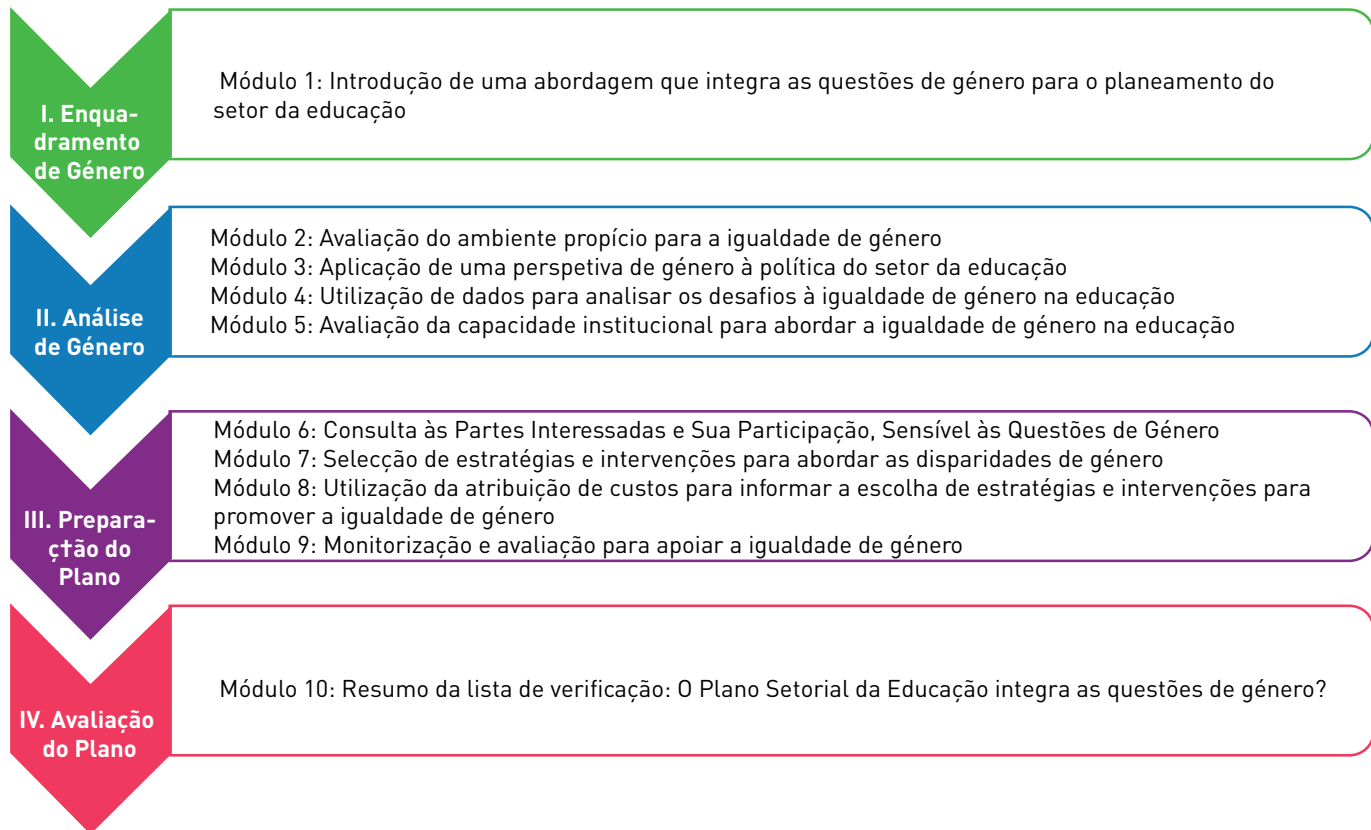 I. Enqua-
dramento
de Género
Módulo 1: Introdução de uma abordagem que integra as questões de género para o planeamento do
setor da educação
II. Análise
de Género
Módulo 2: Avaliação do ambiente propício para a igualdade de género
Módulo 3: Aplicação de uma perspetiva de género à política do setor da educação
Módulo 4: Utilização de dados para analisar os desafios à igualdade de género na educação
Módulo 5: Avaliação da capacidade institucional para abordar a igualdade de género na educação
III. Prepara-
ç†ão do
Plano
Módulo 6: Consulta às Partes Interessadas e Sua Participação, Sensível às Questões de Género
Módulo 7: Selecção de estratégias e intervenções para abordar as disparidades de género
Módulo 8: Utilização da atribuição de custos para informar a escolha de estratégias e intervenções para
promover a igualdade de género
Módulo 9: Monitorização e avaliação para apoiar a igualdade de género
IV. Avaliação
do Plano
Módulo 10: Resumo da lista de verificação: O Plano Setorial da Educação integra as questões de género?